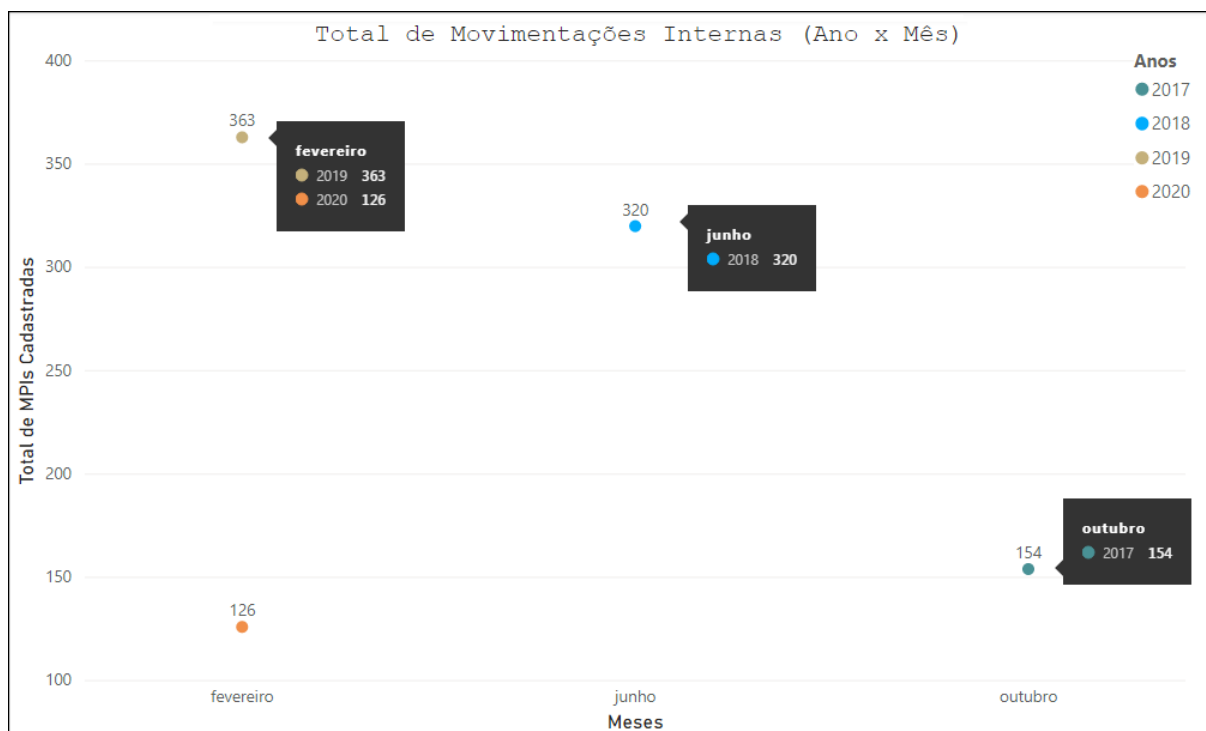 Total de Movimentações Internas (Ano x Mês)
Anos
2017
2018
2019
2020
Total de MPIs Cadastradas
400
350
300
250
200
150
100
363
fevereiro
2019 363
2020 126
320
junho
2018 320
154
outubro
2017 154
126
fevereiro
junho
outubro
Meses